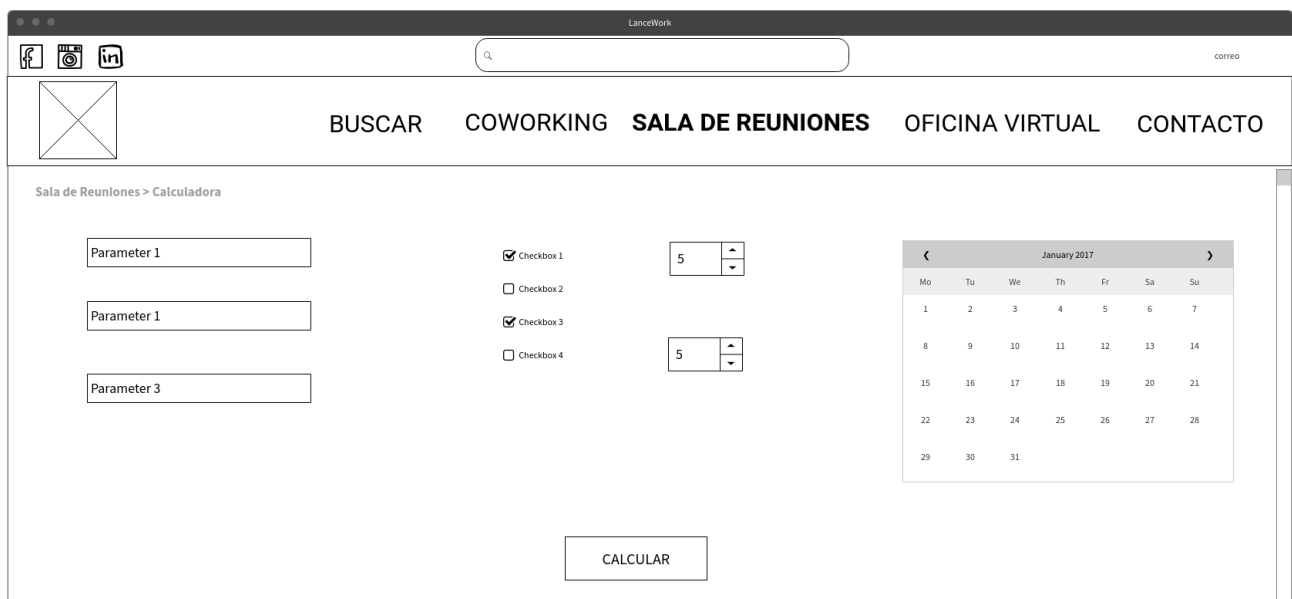 LanceWork
correo
BUSCAR COWORKING SALA DE REUNIONES OFICINA VIRTUAL CONTACTO
Sala de Reuniones > Calculadora
Parameter 1
Parameter 1
Parameter 3
Checkbox 1
Checkbox 2
Checkbox 3
Checkbox 4
5
5
January 2017
Mo Tu We Th Fr Sa Su
1 2 3 4 5 6 7
8 9 10 11 12 13 14
15 16 17 18 19 20 21
22 23 24 25 26 27 28
29 30 31
CALCULAR